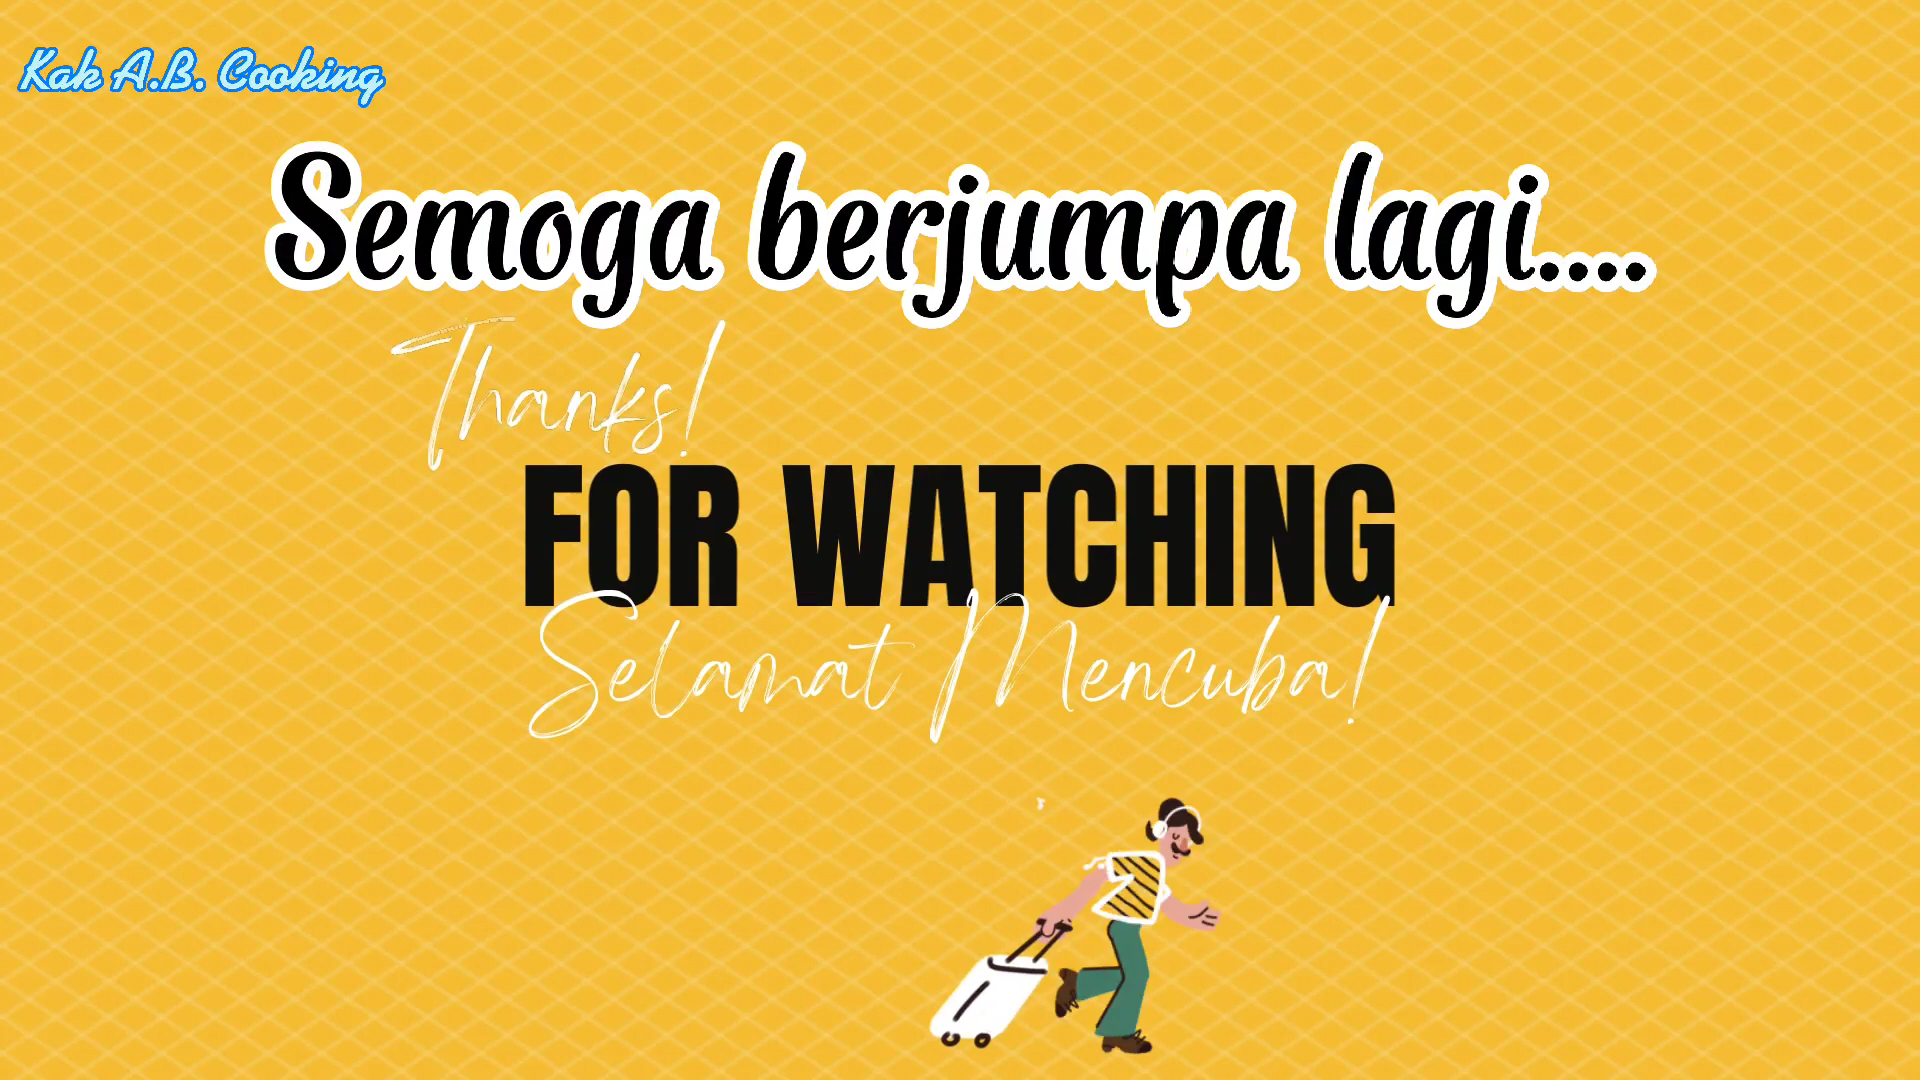 Kak A.B. Cooking
Semoga berjumpa lagi....
Thanks!
FOR WATCHING
Selamat Mencuba!